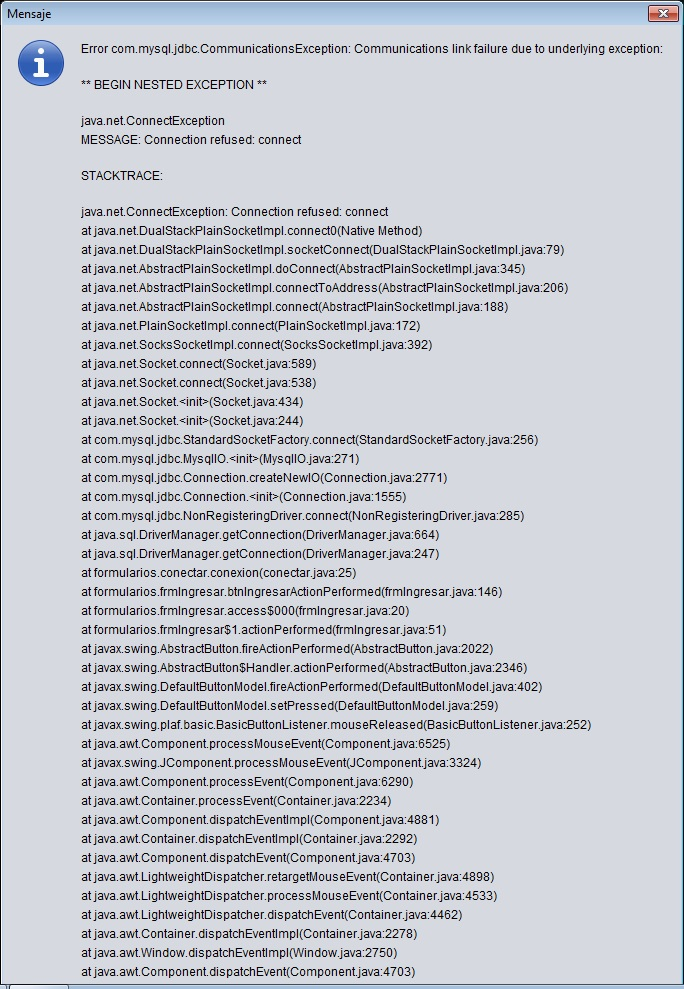 Mensaje
Error com.mysql.jdbc.CommunicationsException: Communications link failure due to underlying exception:
** BEGIN NESTED EXCEPTION **
java.net.ConnectException
MESSAGE: Connection refused: connect
STACKTRACE:
java.net.ConnectException: Connection refused: connect
at java.net.DualStackPlainSocketImpl.connect0(Native Method)
at java.net.DualStackPlainSocketImpl.socketConnect(DualStackPlainSocketImpl.java:79)
at java.net.AbstractPlainSocketImpl.doConnect(AbstractPlainSocketImpl.java:345)
at java.net.AbstractPlainSocketImpl.connectToAddress(AbstractPlainSocketImpl.java:206)
at java.net.AbstractPlainSocketImpl.connect(AbstractPlainSocketImpl.java:188)
at java.net.PlainSocketImpl.connect(PlainSocketImpl.java:172)
at java.net.SocksSocketImpl.connect(SocksSocketImpl.java:392)
at java.net.Socket.connect(Socket.java:589)
at java.net.Socket.connect(Socket.java:538)
at java.net.Socket.<init>(Socket.java:434)
at java.net.Socket.<init>(Socket.java:244)
at com.mysql.jdbc.StandardSocketFactory.connect(StandardSocketFactory.java:256)
at com.mysql.jdbc.MysqlIO.<init>(MysqlIO.java:271)
at com.mysql.jdbc.Connection.createNewIO(Connection.java:2771)
at com.mysql.jdbc.Connection.<init>(Connection.java:1555)
at com.mysql.jdbc.NonRegisteringDriver.connect(NonRegisteringDriver.java:285)
at java.sql.DriverManager.getConnection(DriverManager.java:664)
at java.sql.DriverManager.getConnection(DriverManager.java:247)
at formularios.conectar.conexion(conectar.java:25)
at formularios.frmIngresar.btnIngresarActionPerformed(frmIngresar.java:146)
at formularios.frmIngresar.access$000(frmIngresar.java:20)
at formularios.frmIngresar$1.actionPerformed(frmIngresar.java:51)
at javax.swing.AbstractButton.fireActionPerformed(AbstractButton.java:2022)
at javax.swing.AbstractButton$Handler.actionPerformed(AbstractButton.java:2346)
at javax.swing.DefaultButtonModel.fireActionPerformed(DefaultButtonModel.java:402)
at javax.swing.DefaultButtonModel.setPressed(DefaultButtonModel.java:259)
at javax.swing.plaf.basic.BasicButtonListener.mouseReleased(BasicButtonListener.java:252)
at java.awt.Component.processMouseEvent(Component.java:6525)
at javax.swing.JComponent.processMouseEvent(JComponent.java:3324)
at java.awt.Component.processEvent(Component.java:6290)
at java.awt.Container.processEvent(Container.java:2234)
at java.awt.Component.dispatchEventImpl(Component.java:4881)
at java.awt.Container.dispatchEventImpl(Container.java:2292)
at java.awt.Component.dispatchEvent(Component.java:4703)
at java.awt.LightweightDispatcher.retargetMouseEvent(Container.java:4898)
at java.awt.LightweightDispatcher.processMouseEvent(Container.java:4533)
at java.awt.LightweightDispatcher.dispatchEvent(Container.java:4462)
at java.awt.Container.dispatchEventImpl(Container.java:2278)
at java.awt.Window.dispatchEventImpl(Window.java:2750)
at java.awt.Component.dispatchEvent(Component.java:4703)